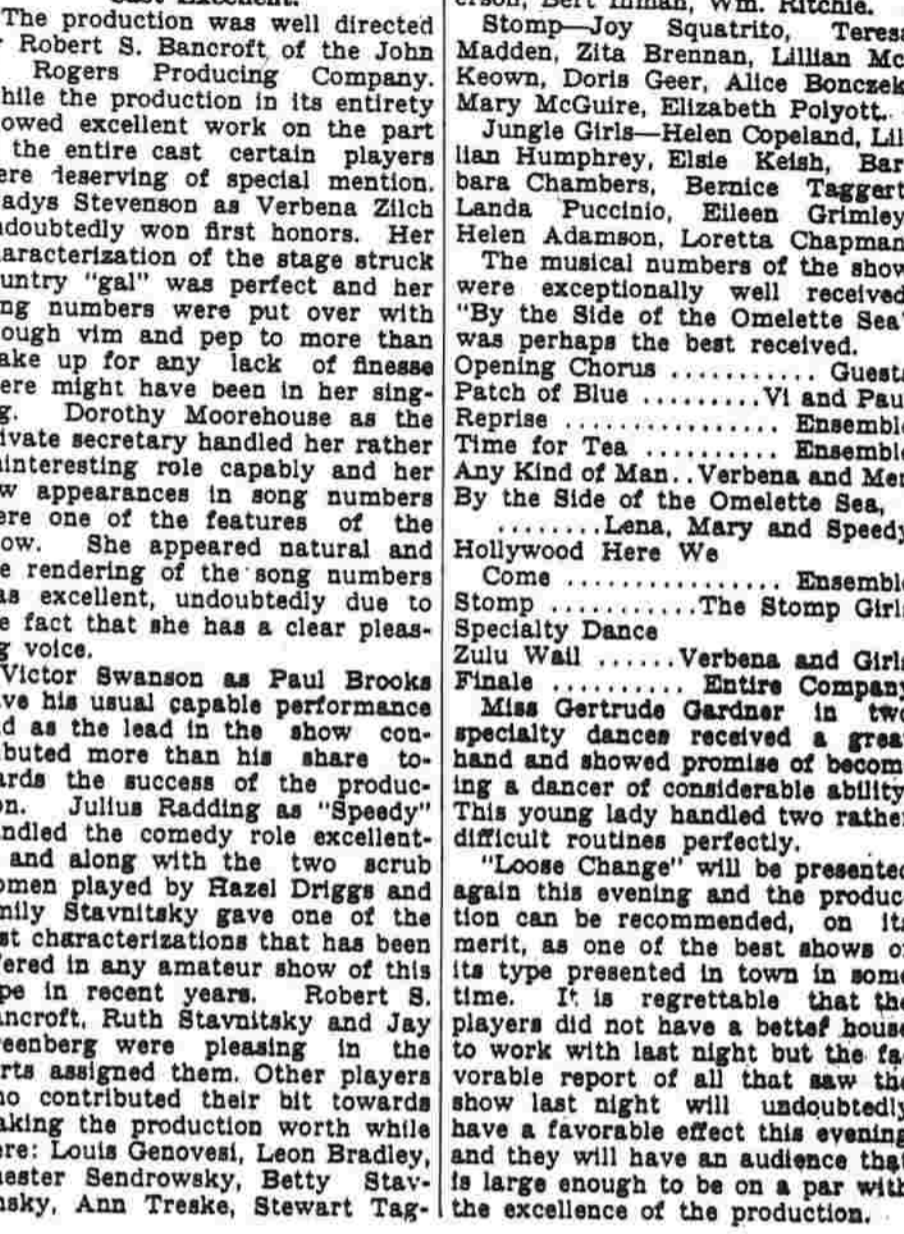 Cast Excellent.
The production was well directed
Robert S. Bancroft of the John
Rogers Producing Company.
hile the production in its entirety
owed excellent work on the part
the entire cast certain players
ere deserving of special mention.
adys Stevenson as Verbena Zilch
doubtedly won first honors. Her
aracterization of the stage struck
untry "gal" was perfect and her
ng numbers were put over with
ough vim and pep to more than
ake up for any lack of finesse
ere might have been in her sing-
g. Dorothy Moorehouse as the
ivate secretary handled her rather
interesting role capably and her
w appearances in song numbers
ere one of the features of the
ow. She appeared natural and
e rendering of the song numbers
as excellent, undoubtedly due to
e fact that she has a clear pleas-
g voice.
Victor Swanson as Paul Brooks
ve his usual capable performance
d as the lead in the show con-
buted more than his share to-
ards the success of the produc-
on. Julius Radding as "Speedy"
ndled the comedy role excellent-
and along with the two scrub
omen played by Hazel Driggs and
mily Stavnitsky gave one of the
st characterizations that has been
fered in any amateur show of this
pe in recent years. Robert S.
ancroft, Ruth Stavnitsky and Jay
reenberg were pleasing in the
rts assigned them. Other players
ho contributed their bit towards
aking the production worth while
ere: Louis Genovesi, Leon Bradley,
hester Sendrowsky, Betty Stav-
nsky, Ann Treske, Stewart Tag-
erson, Bert Inman, Wm. Ritchie.
Stomp—Joy Squatrito, Teresa
Madden, Zita Brennan, Lillian Mc-
Keown, Doris Geer, Alice Bonczek,
Mary McGuire, Elizabeth Polyott.
Jungle Girls—Helen Copeland, Lil-
lian Humphrey, Elsie Keish, Bar-
bara Chambers, Bernice Taggert,
Landa Puccinio, Eileen Grimley,
Helen Adamson, Loretta Chapman.
The musical numbers of the show
were exceptionally well received.
"By the Side of the Omelette Sea"
was perhaps the best received.
Opening Chorus ........... Guests
Patch of Blue .........Vi and Paul
Reprise ................ Ensemble
Time for Tea .......... Ensemble
Any Kind of Man..Verbena and Men
By the Side of the Omelette Sea,
........Lena, Mary and Speedy
Hollywood Here We
Come ................ Ensemble
Stomp ...........The Stomp Girls
Specialty Dance
Zulu Wail ......Verbena and Girls
Finale .......... Entire Company
Miss Gertrude Gardner in two
specialty dances received a great
hand and showed promise of becom-
ing a dancer of considerable ability.
This young lady handled two rather
difficult routines perfectly.
"Loose Change" will be presented
again this evening and the produc-
tion can be recommended, on its
merit, as one of the best shows of
its type presented in town in some
time. It is regrettable that the
players did not have a bettef house
to work with last night but the fa-
vorable report of all that saw the
show last night will undoubtedly
have a favorable effect this evening
and they will have an audience that
is large enough to be on a par with
the excellence of the production.